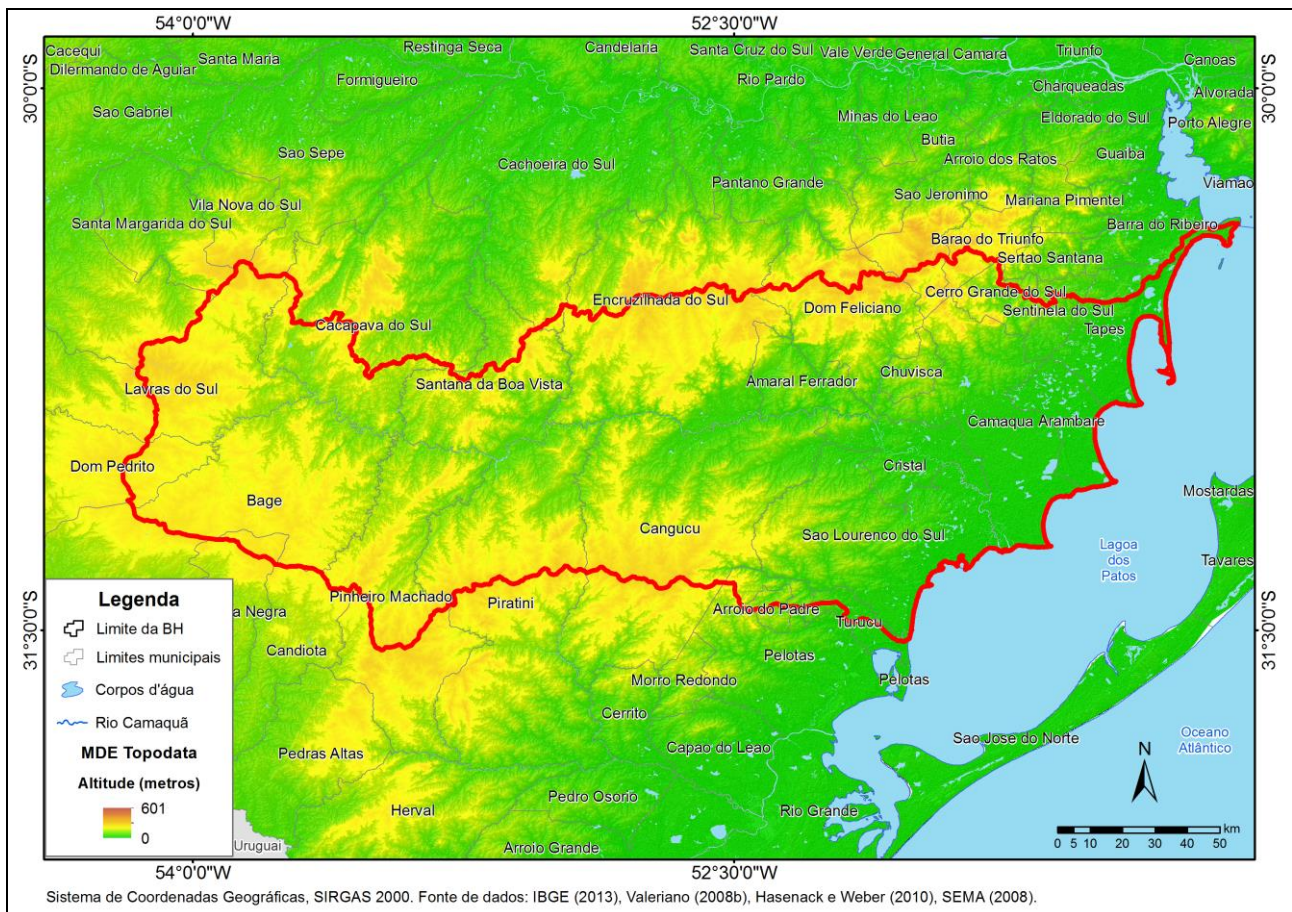 54°0'0"W
52°30'0"W
Cacequi
Santa Maria
Restinga Seca
Candelaria
Santa Cruz do Sul
Vale Verde
General Camara
Triunfo
Canoas
Dilermando de Aguiar
Formigueiro
Rio Pardo
Charqueadas
Alvorada
30°0'0"S
30°0'0"S
Sao Gabriel
Minas do Leao
Eldorado do Sul
Porto Alegre
Butia
Sao Sepe
Cachoeira do Sul
Arroio dos Ratos
Guaiba
Pantano Grande
Viamao
Vila Nova do Sul
Sao Jeronimo
Mariana Pimentel
Santa Margarida do Sul
Barra do Ribeiro
Barao do Triunfo
Sertao Santana
Encruzilhada do Sul
Cerro Grande do Sul
Dom Feliciano
Sentinela do Sul
Cacapava do Sul
Tapes
Chuvisca
Lavras do Sul
Santana da Boa Vista
Amaral Ferrador
Camaqua
Arambare
Dom Pedrito
Cristal
Bage
Mostardas
Cangucu
Sao Lourenco do Sul
Lagoa
dos
Patos
Tavares
Pinheiro Machado
Piratini
Arroio do Padre
Turucu
a Negra
31°30'0"S
31°30'0"S
Candiota
Pelotas
Morro Redondo
Pelotas
Cerrito
Capao do Leao
Sao Jose do Norte
Oceano
Atlântico
Pedras Altas
Pedro Osorio
Herval
Rio Grande
Arroio Grande
Uruguai
Legenda
Limite da BH
Limites municipais
Corpos d'água
Rio Camaquã
MDE Topodata
Altitude (metros)
601
0
N
km
0 5 10 20 30 40 50
54°0'0"W
52°30'0"W
Sistema de Coordenadas Geográficas, SIRGAS 2000. Fonte de dados: IBGE (2013), Valeriano (2008b), Hasenack e Weber (2010), SEMA (2008).